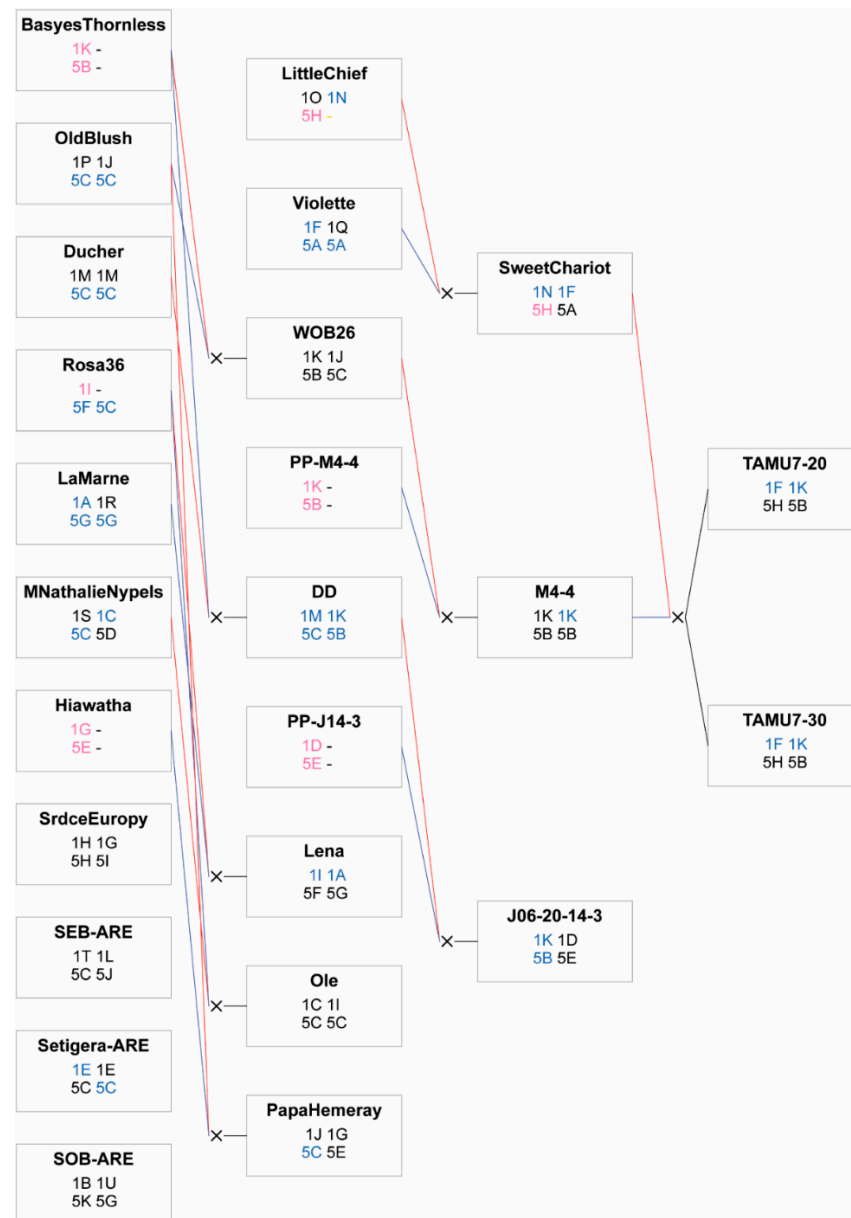 BasyesThornless
1K -
5B -
OldBlush
1P 1J
5C 5C
Ducher
1M 1M
5C 5C
Rosa36
1I -
5F 5C
LaMarne
1A 1R
5G 5G
MNathalieNypels
1S 1C
5C 5D
Hiawatha
1G -
5E -
SrdceEuropy
1H 1G
5H 5I
SEB-ARE
1T 1L
5C 5J
Setigera-ARE
1E 1E
5C 5C
SOB-ARE
1B 1U
5K 5G
LittleChief
1O 1N
5H -
Violette
1F 1Q
5A 5A
WOB26
1K 1J
5B 5C
PP-M4-4
1K -
5B -
DD
1M 1K
5C 5B
PP-J14-3
1D -
5E -
Lena
1I 1A
5F 5G
Ole
1C 1I
5C 5C
PapaHemeray
1J 1G
5C 5E
SweetChariot
1N 1F
5H 5A
M4-4
1K 1K
5B 5B
J06-20-14-3
1K 1D
5B 5E
TAMU7-20
1F 1K
5H 5B
TAMU7-30
1F 1K
5H 5B